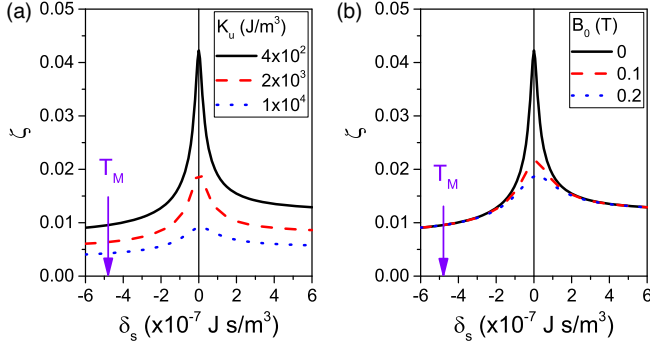 (a)
K_u (J/m³)
4x10²
2x10³
1x10⁴
T_M
ζ
0.05
0.04
0.03
0.02
0.01
0.00
-6 -4 -2 0 2 4 6
δ_s (x10⁻⁷ J s/m³)
(b)
B_0 (T)
0
0.1
0.2
T_M
ζ
0.05
0.04
0.03
0.02
0.01
0.00
-6 -4 -2 0 2 4 6
δ_s (x10⁻⁷ J s/m³)